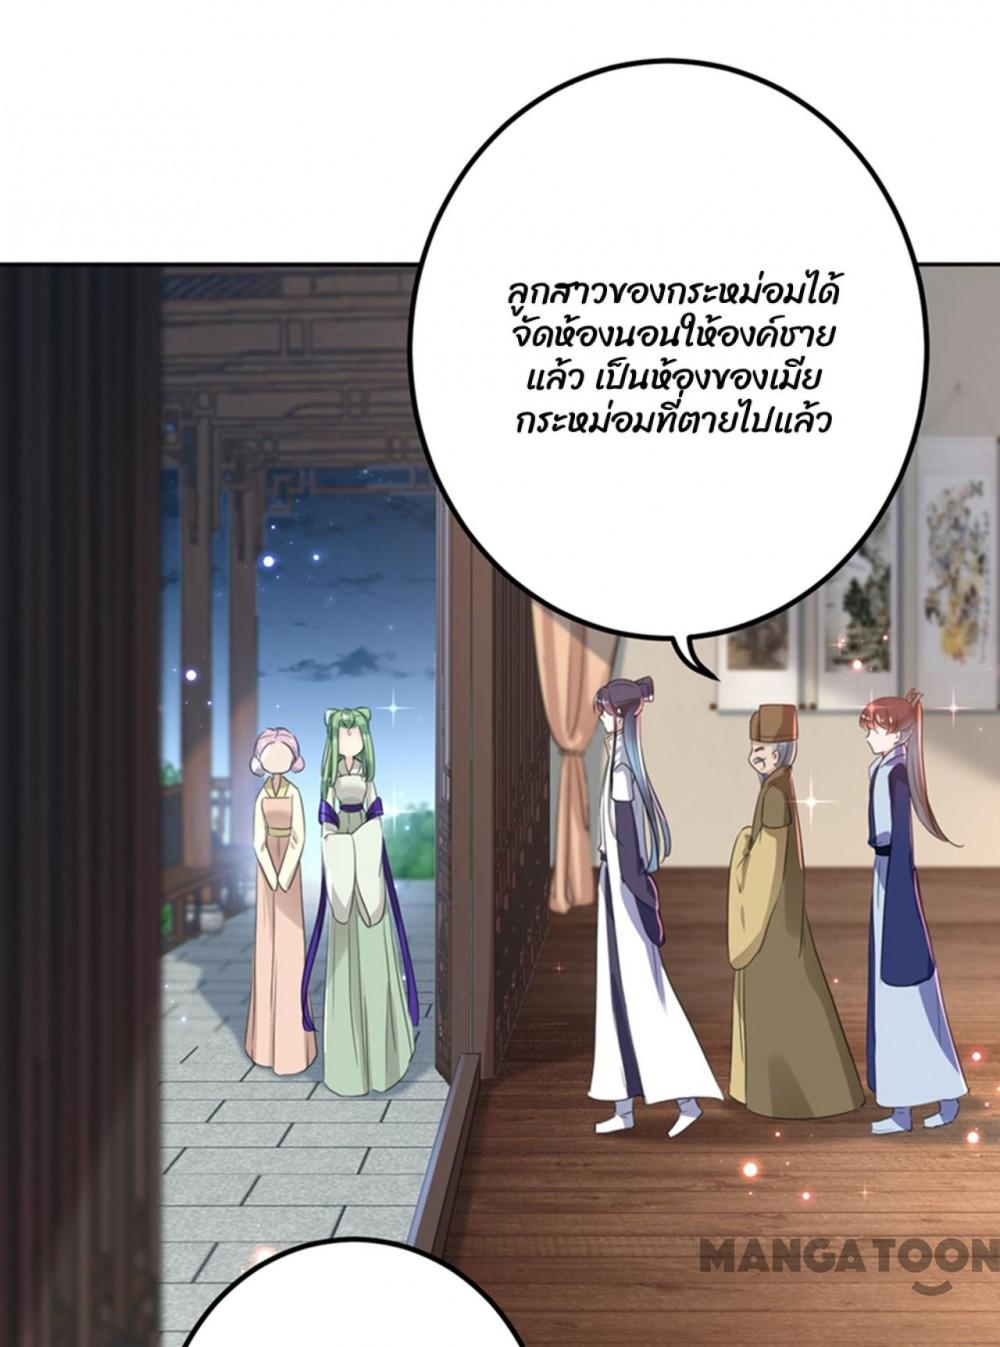 ลูกสาวของกระหม่อมได้
จัดห้องนอนให้องค์ชาย
แล้ว เป็นห้องของเมีย
กระหม่อมที่ตายไปแล้ว
MANGATOON